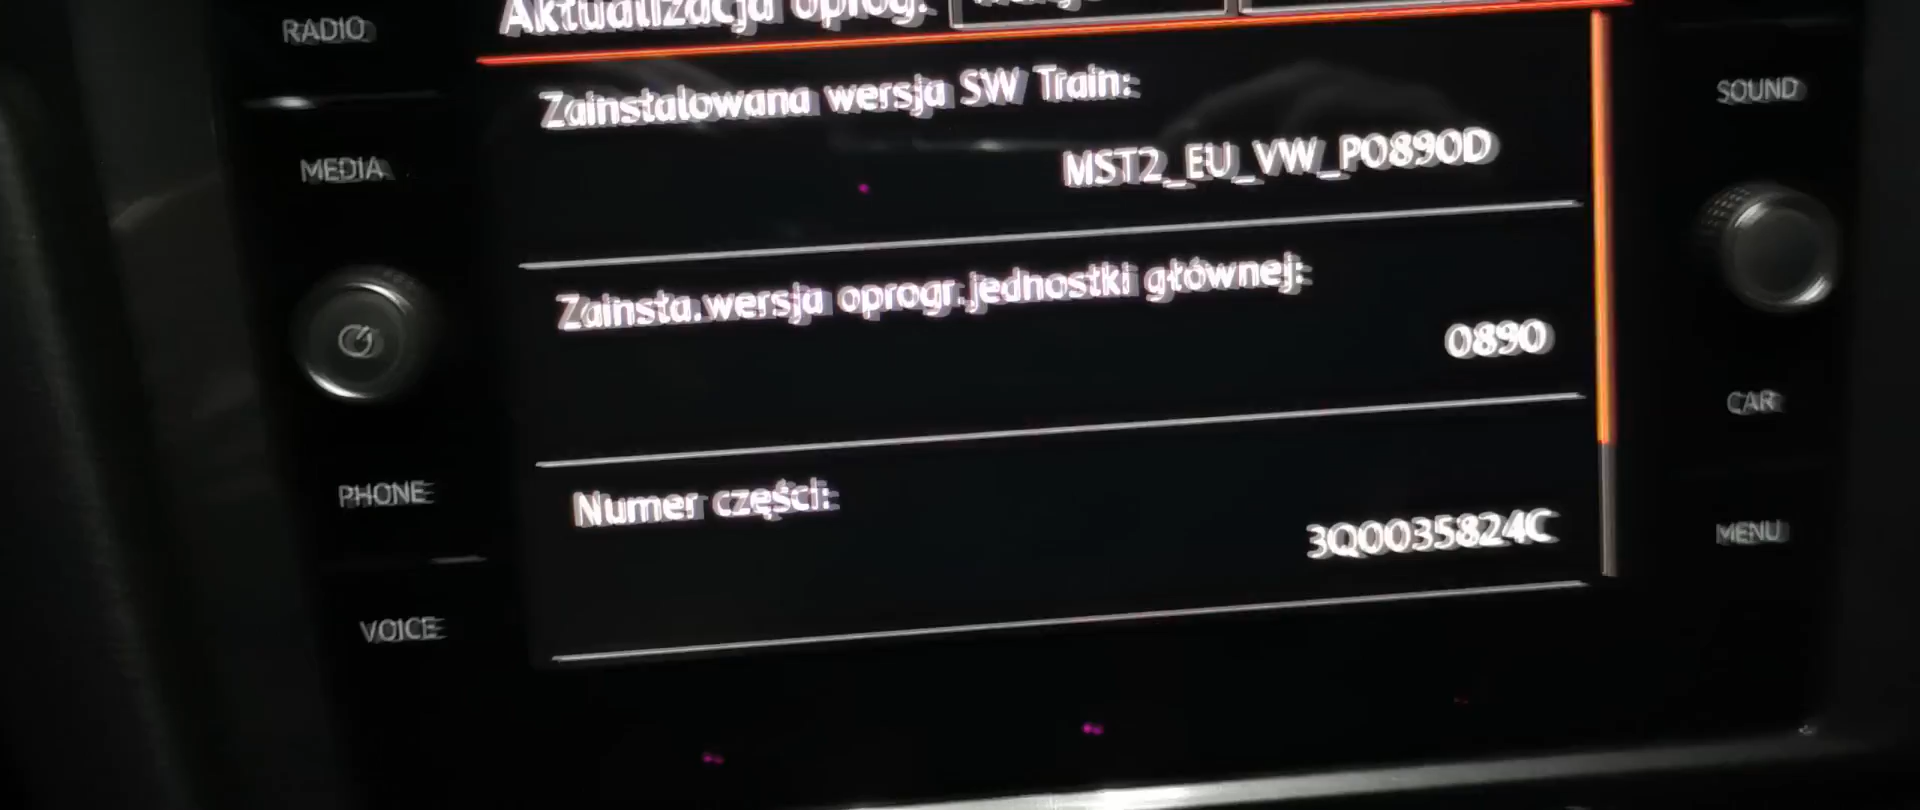 RADIO
Aktualizacja oprog.
SOUND
Zainstalowana wersja SW Train:
MEDIA
MST2_EU_VW_P0890D
Zainsta.wersja oprogr.jednostki głównej:
0890
CAR
PHONE
Numer części:
3Q0035824C
MENU
VOICE